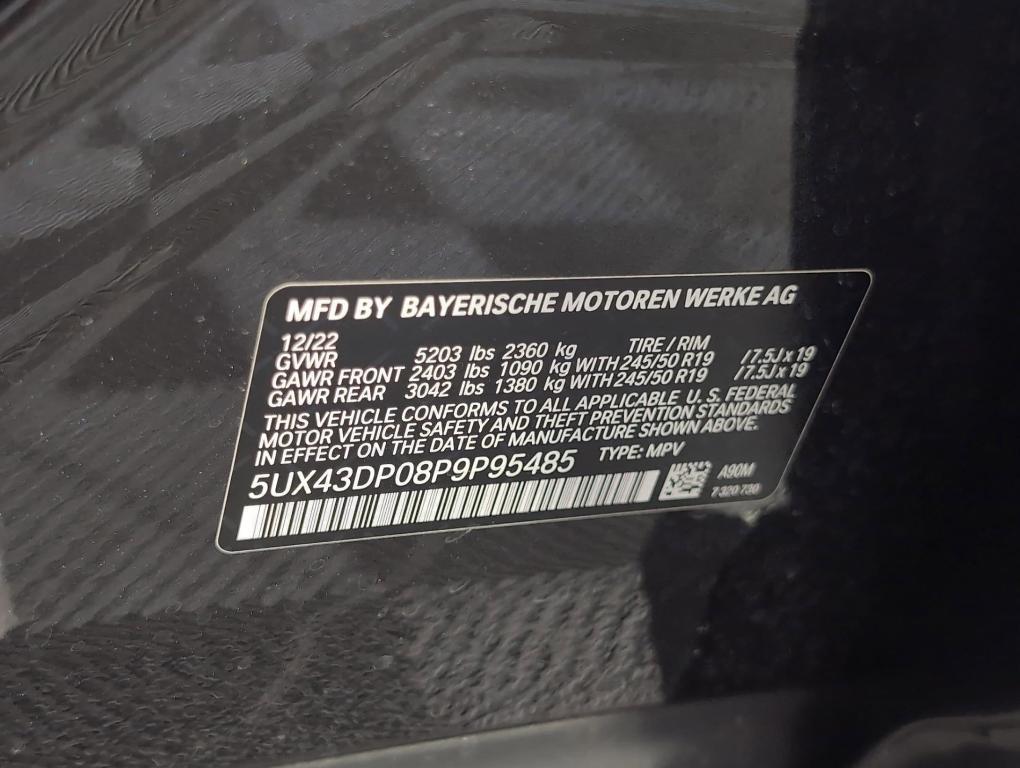 MFD BY BAYERISCHE MOTOREN WERKE AG
12/22
GVWR 5203 lbs 2360 kg TIRE / RIM
GAWR FRONT 2403 lbs 1090 kg WITH 245/50 R19 /7.5J x 19
GAWR REAR 3042 lbs 1380 kg WITH 245/50 R19 /7.5J x 19
THIS VEHICLE CONFORMS TO ALL APPLICABLE U. S. FEDERAL
MOTOR VEHICLE SAFETY AND THEFT PREVENTION STANDARDS
IN EFFECT ON THE DATE OF MANUFACTURE SHOWN ABOVE.
5UX43DP08P9P95485 TYPE: MPV
A90M
7 320 730